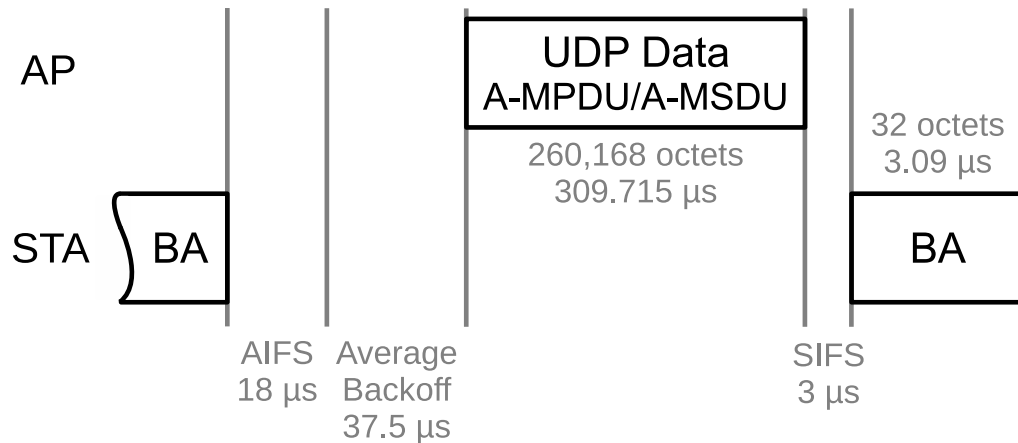 AP
UDP Data
A-MPDU/A-MSDU
260,168 octets
309.715 µs
32 octets
3.09 µs
STA
BA
BA
AIFS
18 µs
Average
Backoff
37.5 µs
SIFS
3 µs